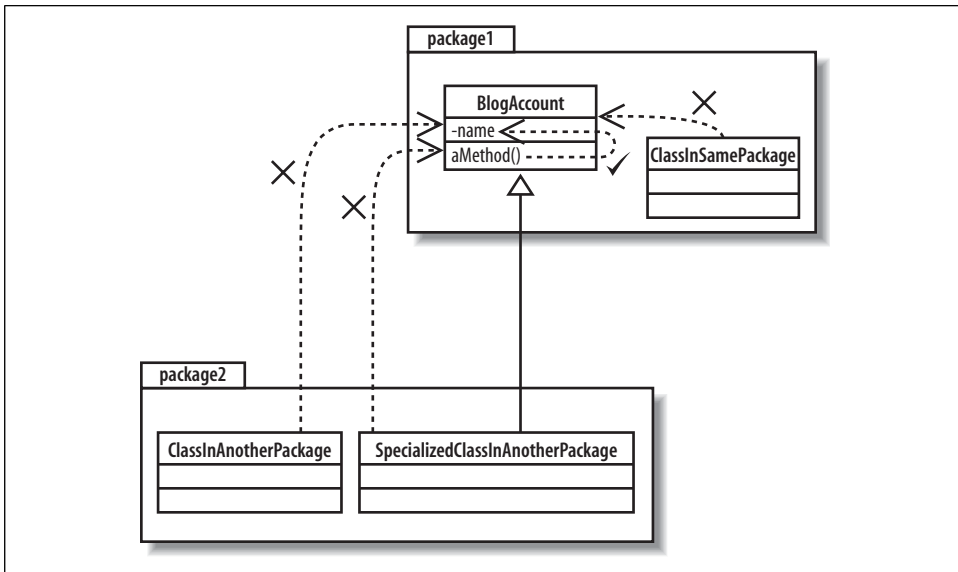 package1
BlogAccount
-name
aMethod()
ClassInSamePackage
package2
ClassInAnotherPackage
SpecializedClassInAnotherPackage